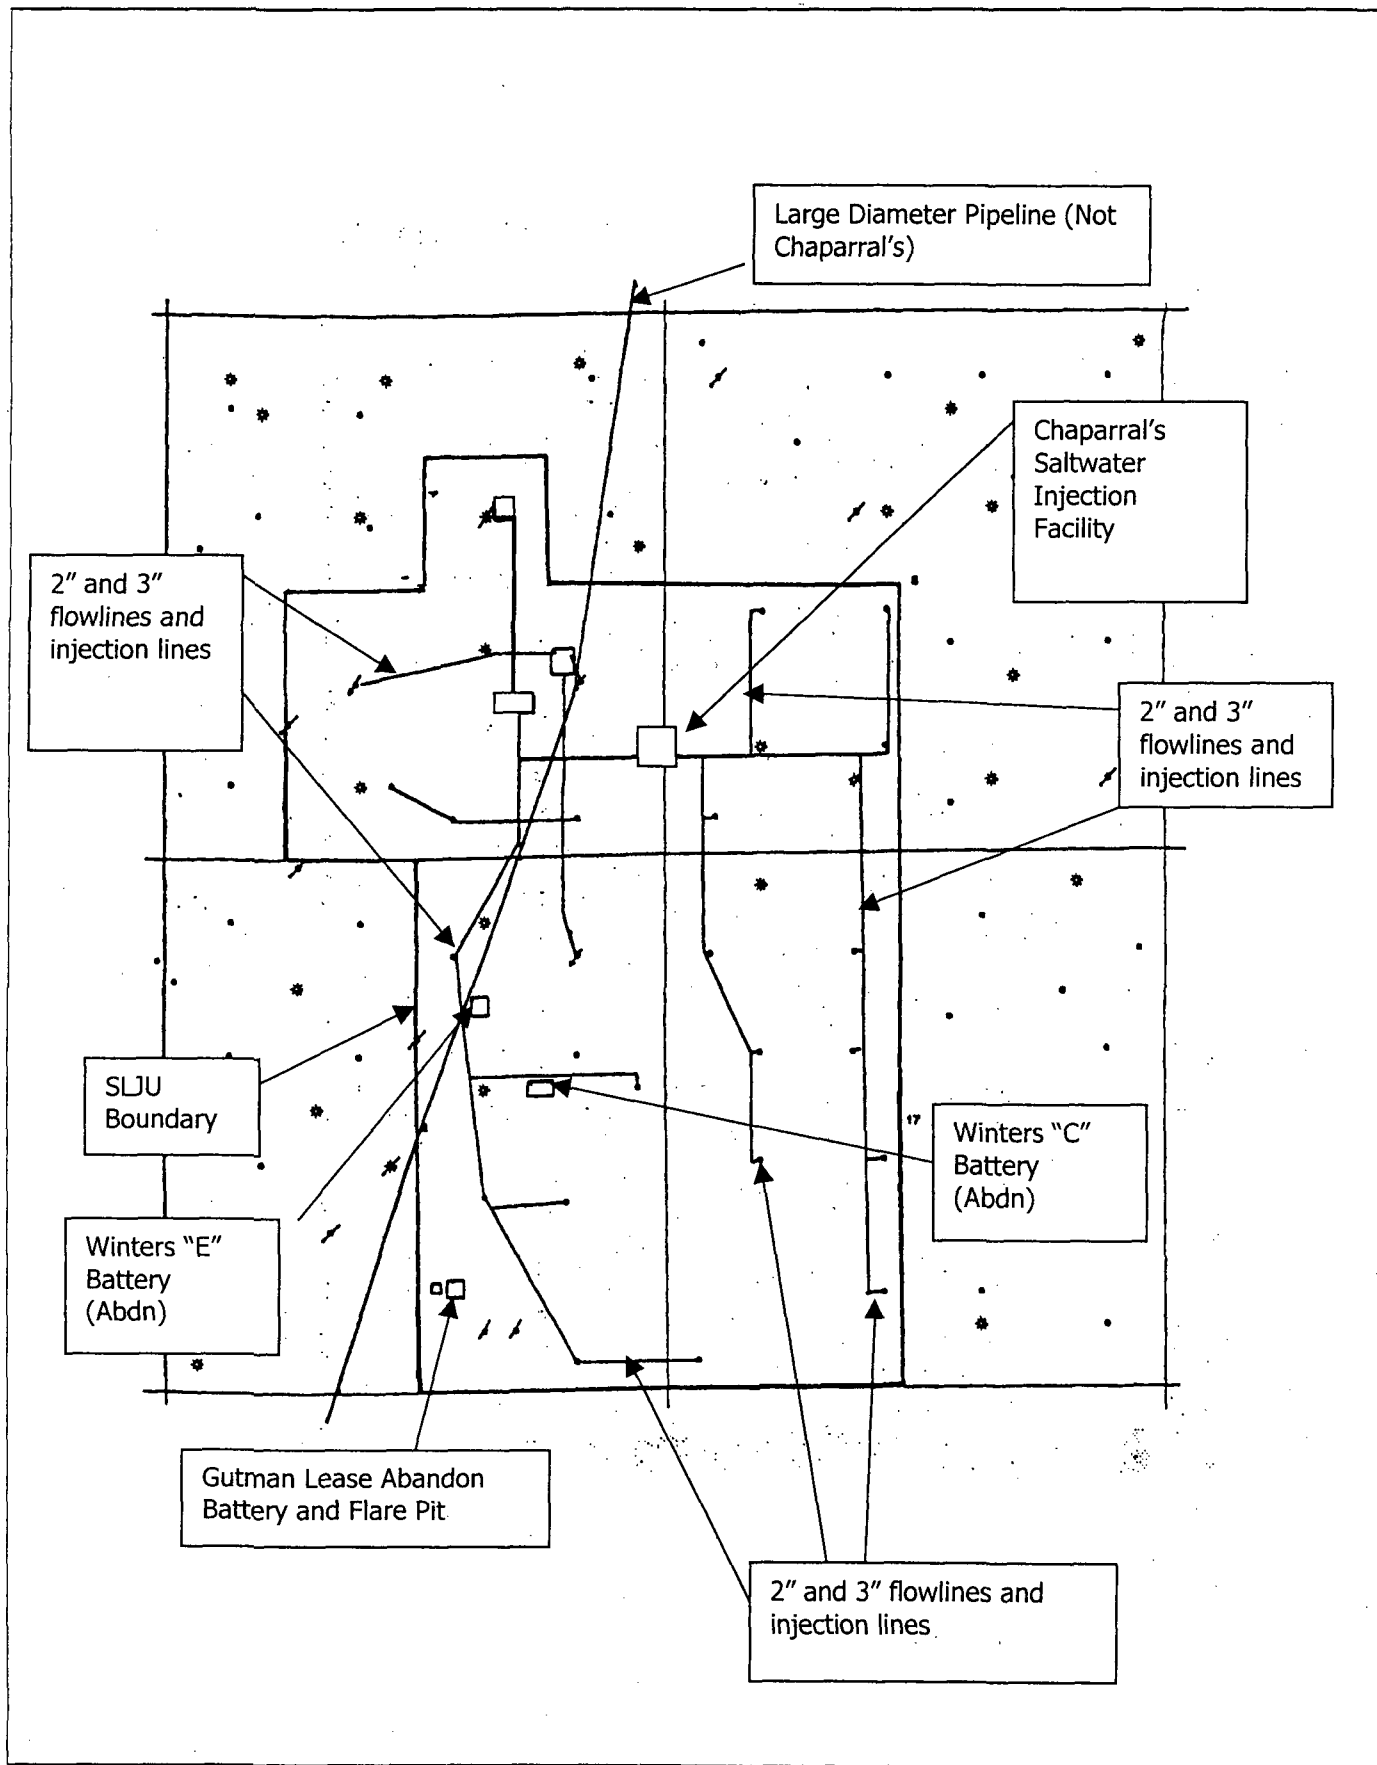 Large Diameter Pipeline (Not
Chaparral's)
Chaparral's
Saltwater
Injection
Facility
2" and 3"
flowlines and
injection lines
8
2" and 3"
flowlines and
injection lines
SLJU
Boundary
17
Winters "C"
Battery
(Abdn)
Winters "E"
Battery
(Abdn)
Gutman Lease Abandon
Battery and Flare Pit
2" and 3" flowlines and
injection lines